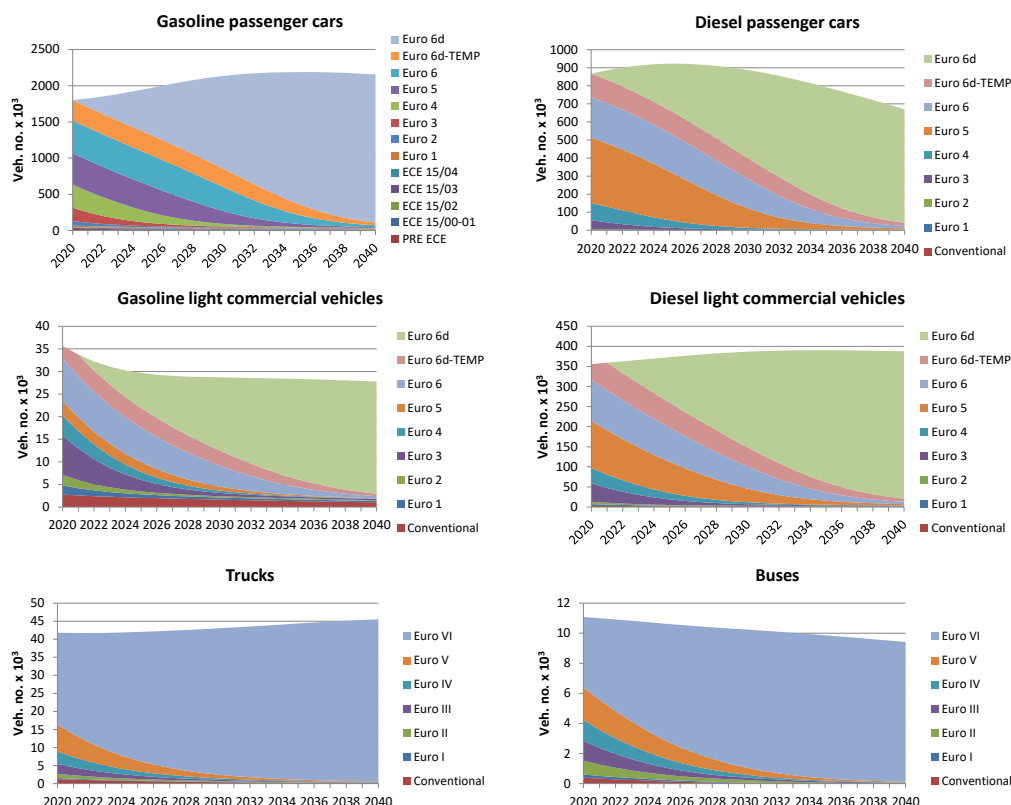 Gasoline passenger cars
Veh. no. x 10³
2500
2000
1500
1000
500
0
2020 2022 2024 2026 2028 2030 2032 2034 2036 2038 2040
Euro 6d
Euro 6d-TEMP
Euro 6
Euro 5
Euro 4
Euro 3
Euro 2
Euro 1
ECE 15/04
ECE 15/03
ECE 15/02
ECE 15/00-01
PRE ECE
Diesel passenger cars
Veh. no. x 10³
1000
900
800
700
600
500
400
300
200
100
0
2020 2022 2024 2026 2028 2030 2032 2034 2036 2038 2040
Euro 6d
Euro 6d-TEMP
Euro 6
Euro 5
Euro 4
Euro 3
Euro 2
Euro 1
Conventional
Gasoline light commercial vehicles
Veh. no. x 10³
40
35
30
25
20
15
10
5
0
2020 2022 2024 2026 2028 2030 2032 2034 2036 2038 2040
Euro 6d
Euro 6d-TEMP
Euro 6
Euro 5
Euro 4
Euro 3
Euro 2
Euro 1
Conventional
Diesel light commercial vehicles
Veh. no. x 10³
450
400
350
300
250
200
150
100
50
0
2020 2022 2024 2026 2028 2030 2032 2034 2036 2038 2040
Euro 6d
Euro 6d-TEMP
Euro 6
Euro 5
Euro 4
Euro 3
Euro 2
Euro 1
Conventional
Trucks
Veh. no. x 10³
50
45
40
35
30
25
20
15
10
5
0
2020 2022 2024 2026 2028 2030 2032 2034 2036 2038 2040
Euro VI
Euro V
Euro IV
Euro III
Euro II
Euro I
Conventional
Buses
Veh. no. x 10³
12
10
8
6
4
2
0
2020 2022 2024 2026 2028 2030 2032 2034 2036 2038 2040
Euro VI
Euro V
Euro IV
Euro III
Euro II
Euro I
Conventional